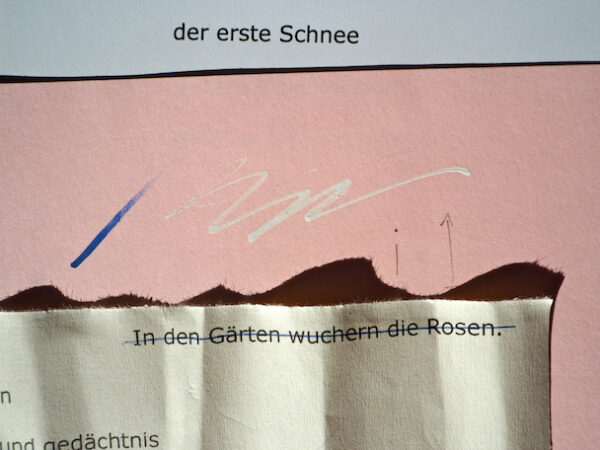 der erste Schnee
In den Gärten wuchern die Rosen.
n
und gedächtnis